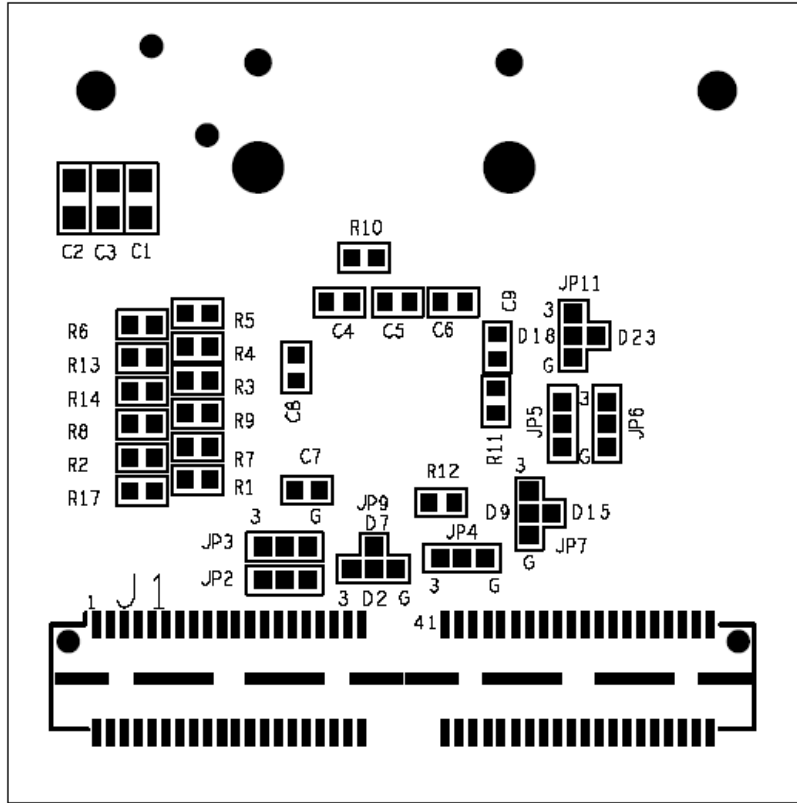 R10
C2 C3 C1
JP11
3
C9
C4 C5 C6
D18 D23
G
R6 R5
R13 R4
R14 R3
R8 R9
R2 R7
R17 R1
C8
R11
JP5 3 JP6
G
C7
R12
3
3 G
JP9
D7
D9 D15
JP3
JP4
JP7
G
JP2
3 G
3 D2 G
1 J1
41